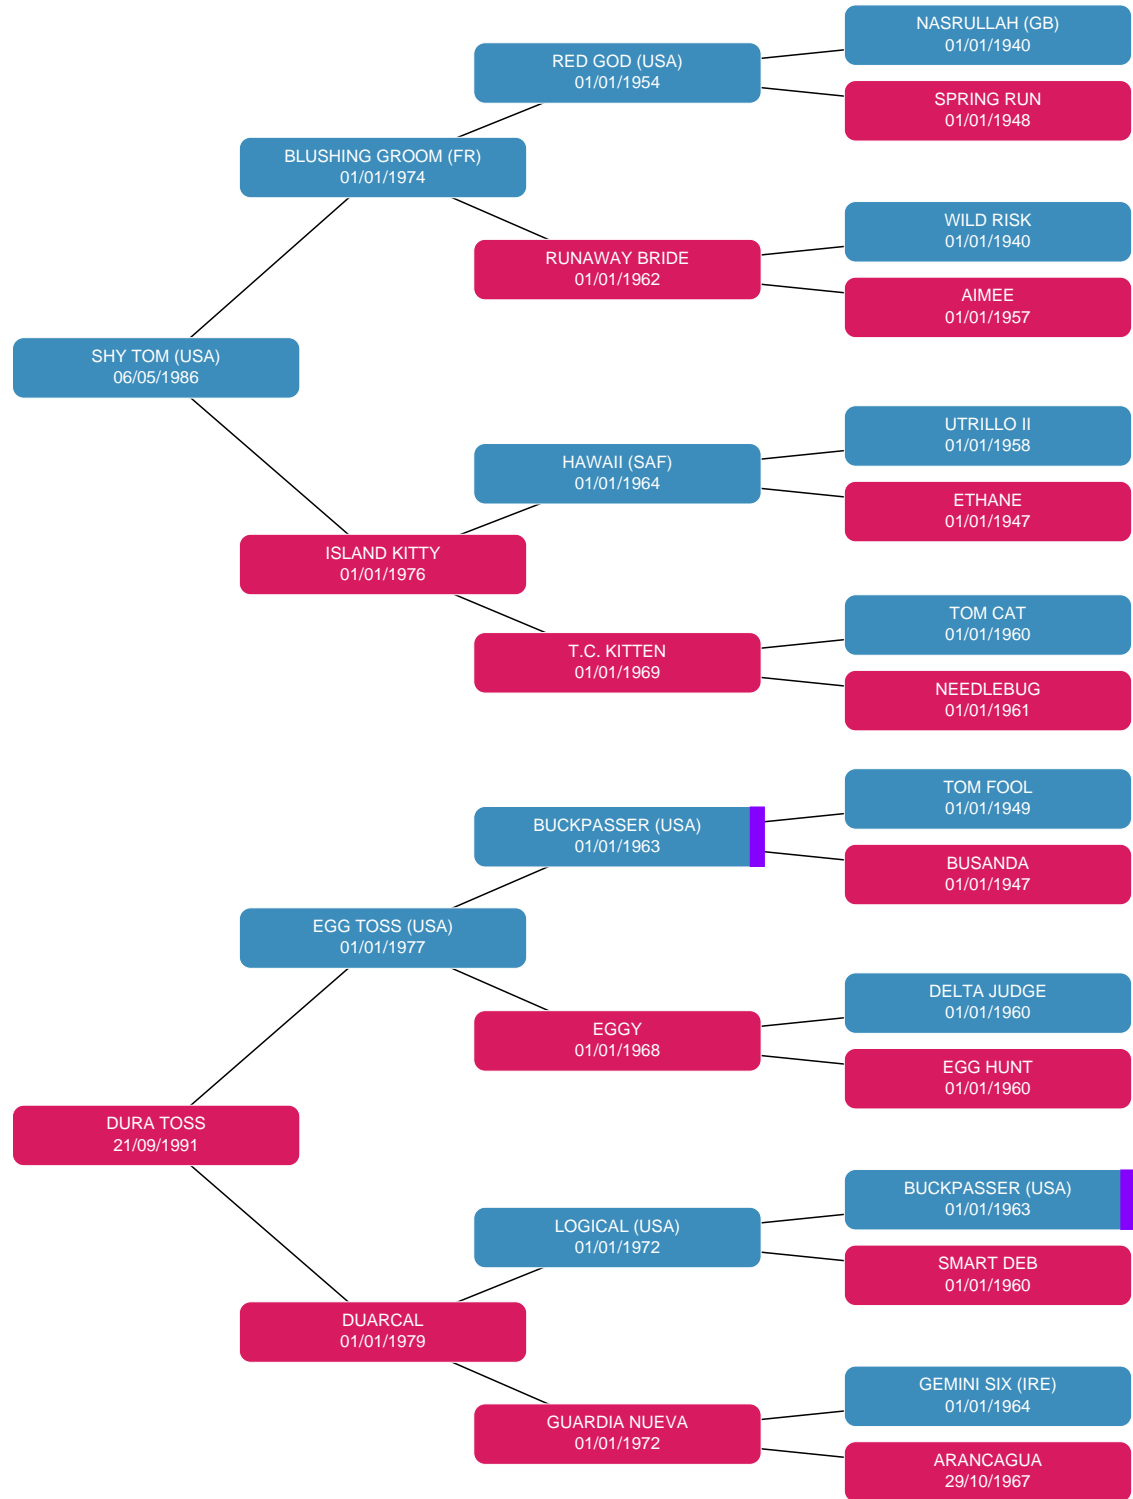 NASRULLAH (GB)
01/01/1940
RED GOD (USA)
01/01/1954
SPRING RUN
01/01/1948
BLUSHING GROOM (FR)
01/01/1974
WILD RISK
01/01/1940
RUNAWAY BRIDE
01/01/1962
AIMEE
01/01/1957
SHY TOM (USA)
06/05/1986
UTRILLO II
01/01/1958
HAWAII (SAF)
01/01/1964
ETHANE
01/01/1947
ISLAND KITTY
01/01/1976
TOM CAT
01/01/1960
T.C. KITTEN
01/01/1969
NEEDLEBUG
01/01/1961
TOM FOOL
01/01/1949
BUCKPASSER (USA)
01/01/1963
BUSANDA
01/01/1947
EGG TOSS (USA)
01/01/1977
DELTA JUDGE
01/01/1960
EGGY
01/01/1968
EGG HUNT
01/01/1960
DURA TOSS
21/09/1991
BUCKPASSER (USA)
01/01/1963
LOGICAL (USA)
01/01/1972
SMART DEB
01/01/1960
DUARCAL
01/01/1979
GEMINI SIX (IRE)
01/01/1964
GUARDIA NUEVA
01/01/1972
ARANCAGUA
29/10/1967